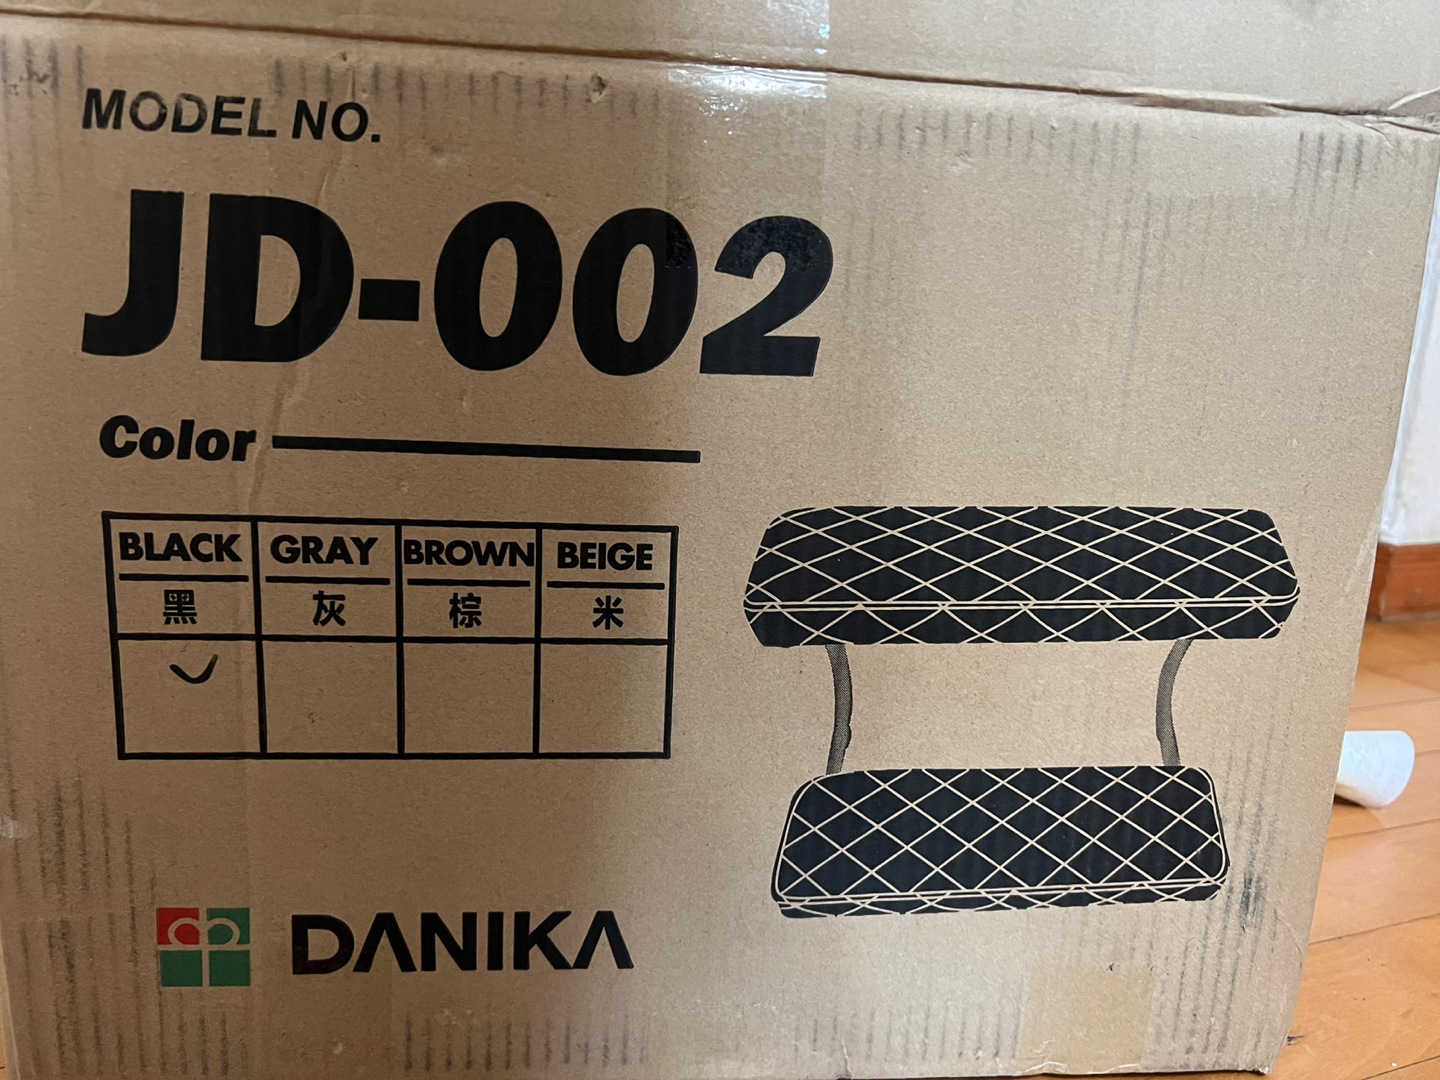 MODEL NO.
JD-002
Color
BLACK GRAY BROWN BEIGE
黑 灰 棕 米
DANIKA